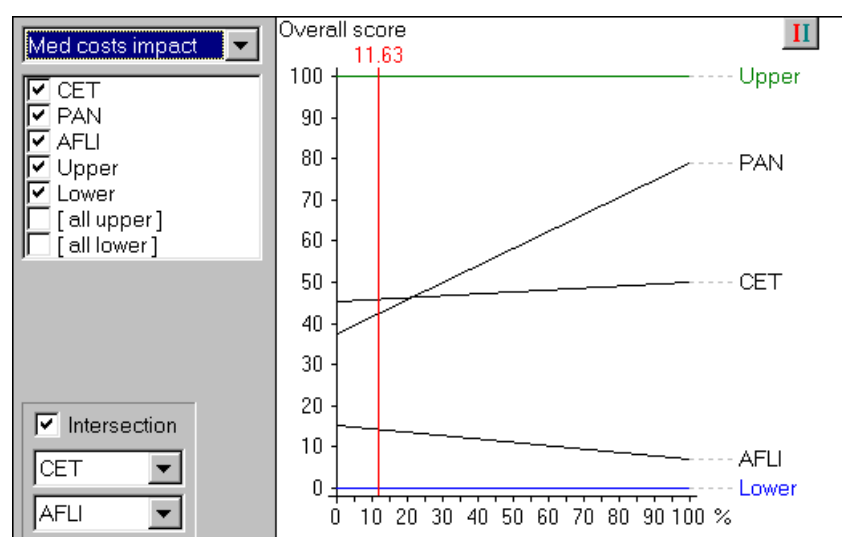 Med costs impact
CET
PAN
AFLI
Upper
Lower
[ all upper ]
[ all lower ]
Intersection
CET
AFLI
Overall score
11.63
II
100
90
80
70
60
50
40
30
20
10
0
Upper
PAN
CET
AFLI
Lower
0 10 20 30 40 50 60 70 80 90 100 %